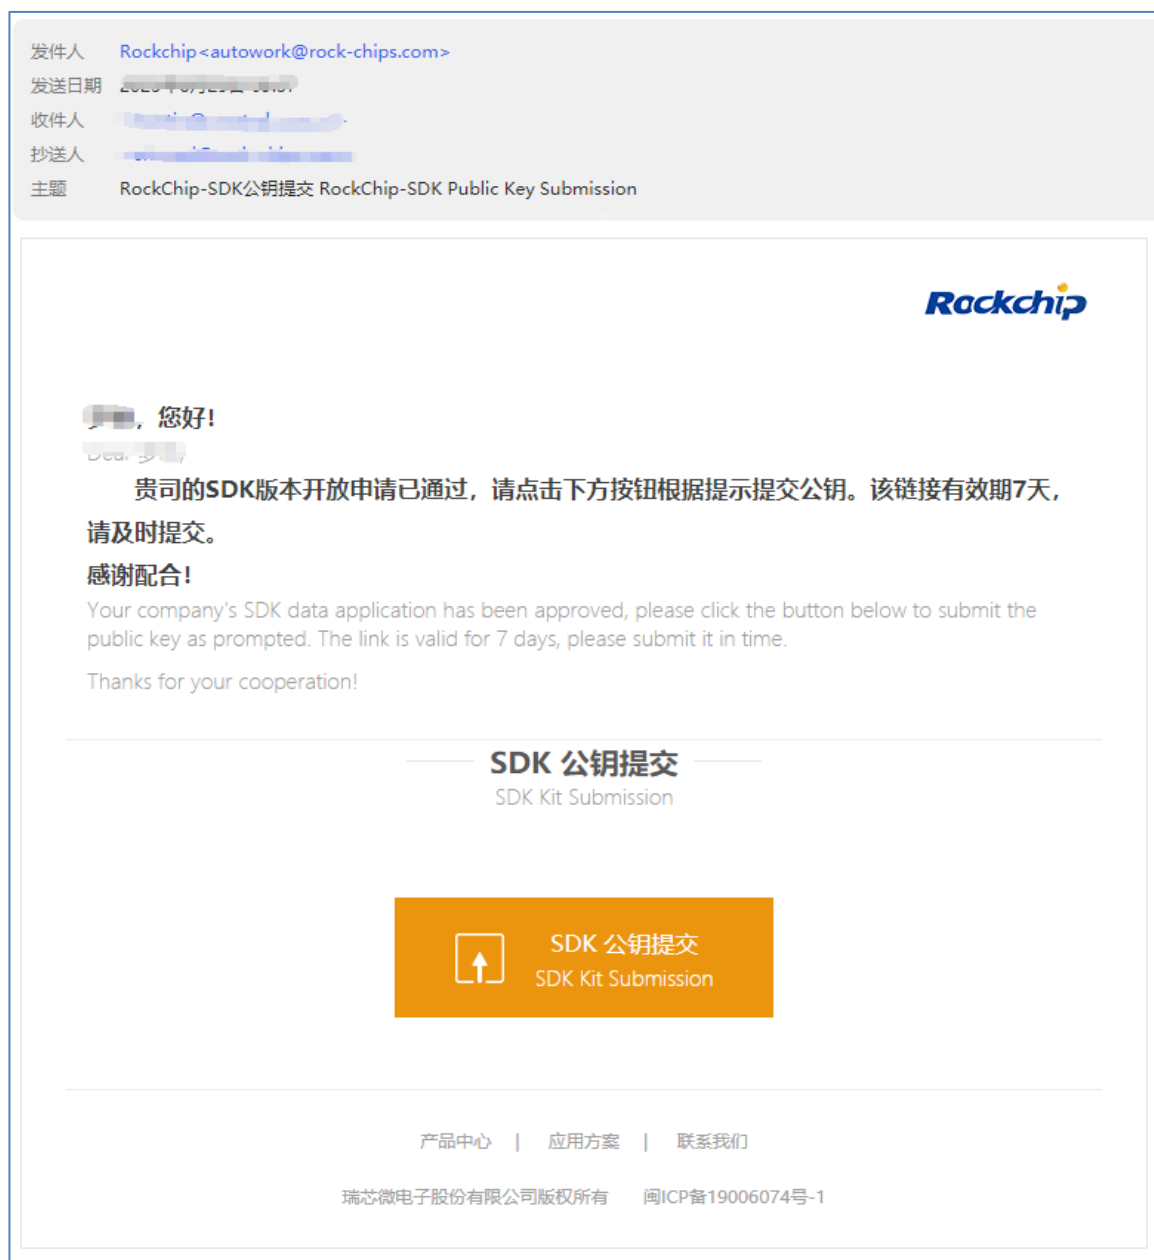 发件人 Rockchip<autowork@rock-chips.com>
发送日期
收件人
抄送人
主题 RockChip-SDK公钥提交 RockChip-SDK Public Key Submission
Rockchip
，您好！
Dear
贵司的SDK版本开放申请已通过，请点击下方按钮根据提示提交公钥。该链接有效期7天，
请及时提交。
感谢配合！
Your company's SDK data application has been approved, please click the button below to submit the
public key as prompted. The link is valid for 7 days, please submit it in time.
Thanks for your cooperation!
SDK 公钥提交
SDK Kit Submission
SDK 公钥提交
SDK Kit Submission
产品中心 | 应用方案 | 联系我们
瑞芯微电子股份有限公司版权所有 闽ICP备19006074号-1